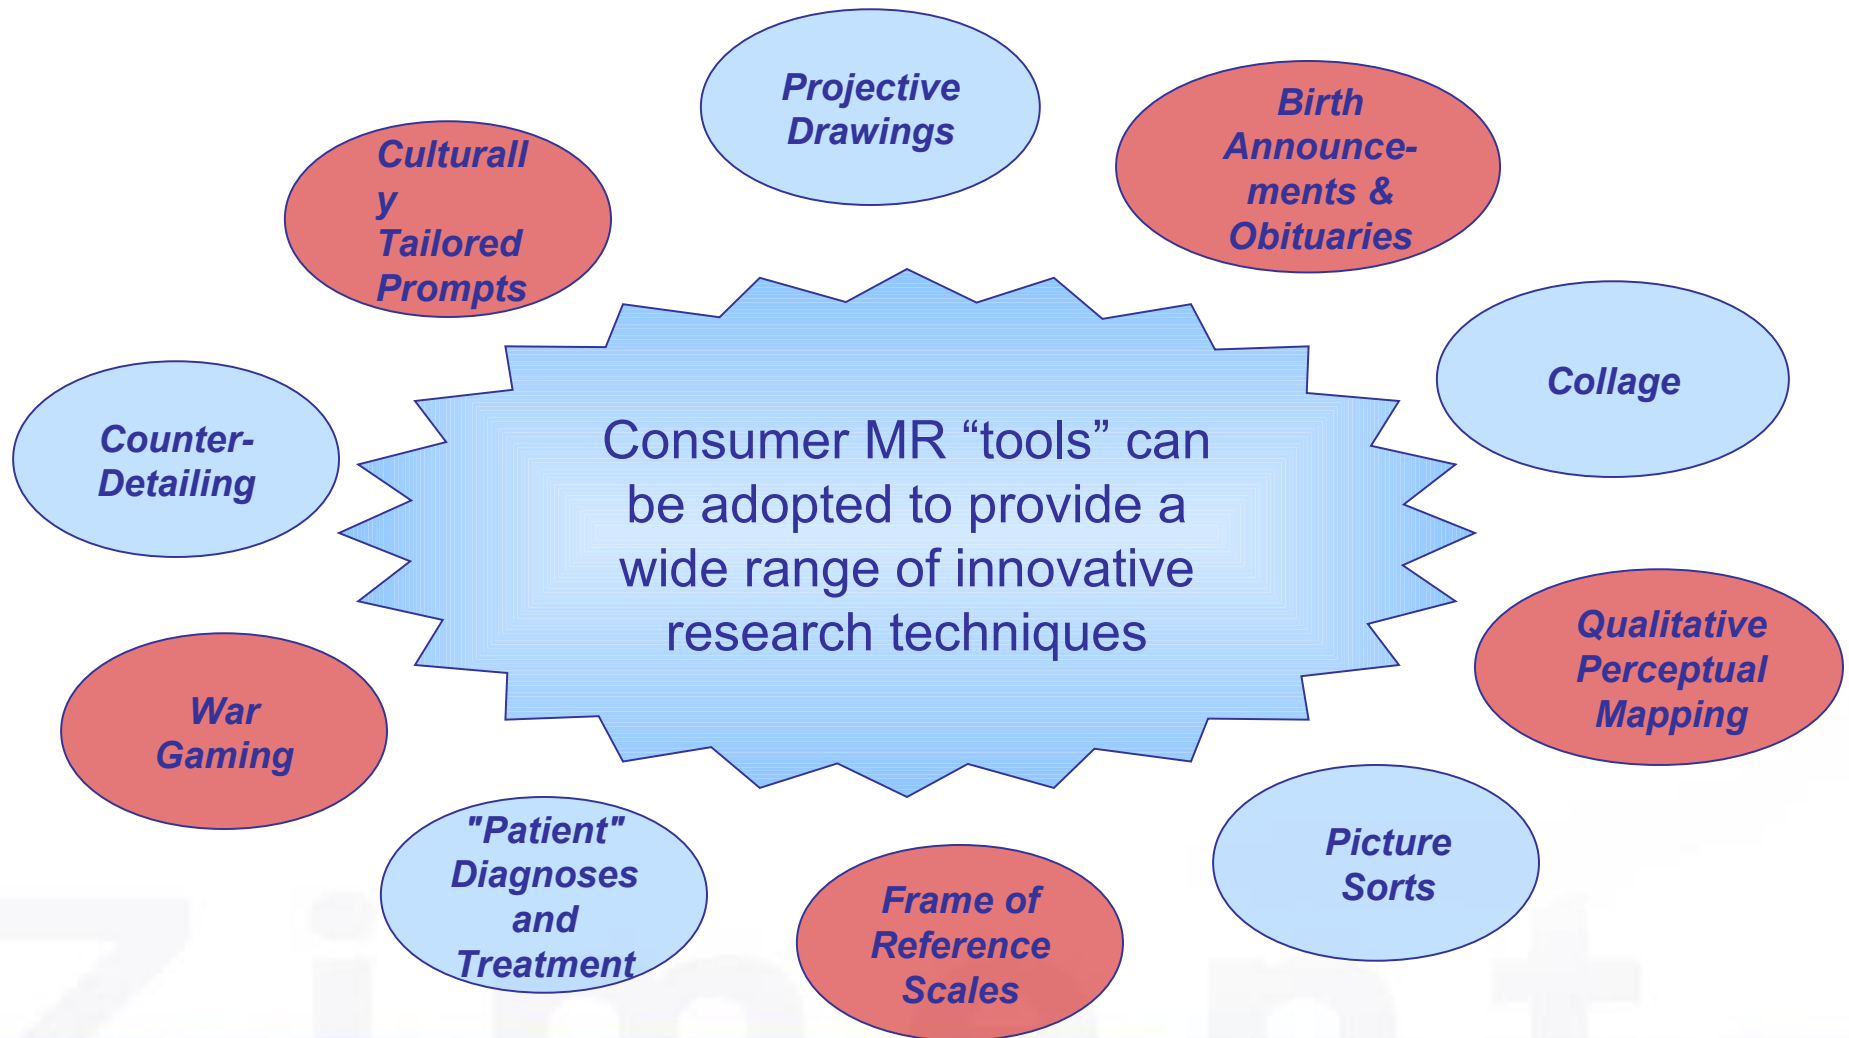 Projective
Drawings
Birth
Announce-
ments &
Obituaries
Culturall
y
Tailored
Prompts
Collage
Counter-
Detailing
Consumer MR “tools” can
be adopted to provide a
wide range of innovative
research techniques
Qualitative
Perceptual
Mapping
War
Gaming
Picture
Sorts
"Patient"
Diagnoses
and
Treatment
Frame of
Reference
Scales
Ziment